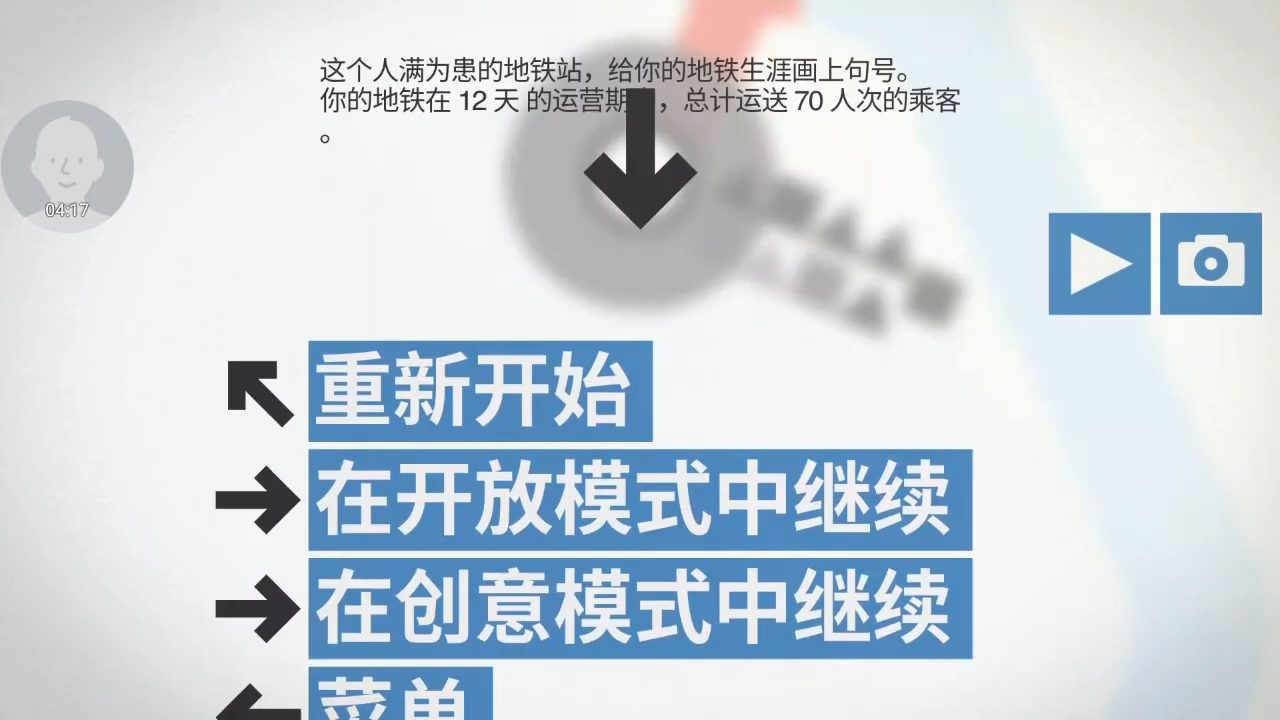 这个人满为患的地铁站，给你的地铁生涯画上句号。
你的地铁在 12 天 的运营期，总计运送 70 人次的乘客
。
04:17
重新开始
在开放模式中继续
在创意模式中继续
菜单